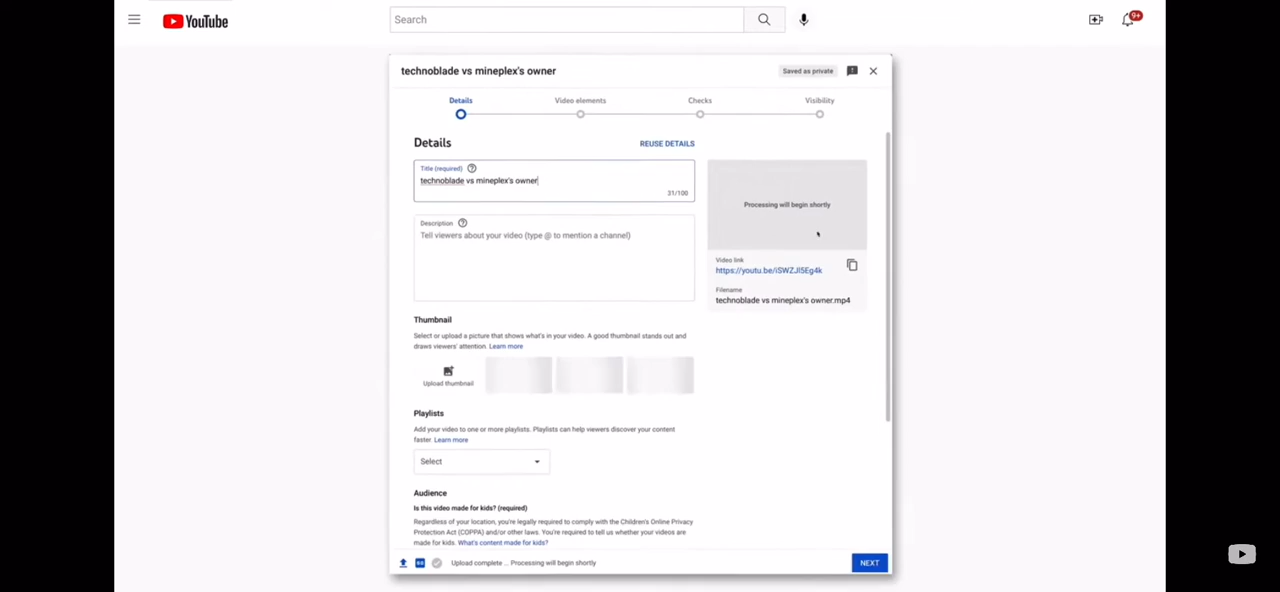 YouTube
Search
9+
technoblade vs mineplex's owner
Saved as private
Details
Video elements
Checks
Visibility
Details
REUSE DETAILS
Title (required)
technoblade vs mineplex's owner
31/100
Processing will begin shortly
Description
Tell viewers about your video (type @ to mention a channel)
Video link
https://youtu.be/iSWZJl5Eg4k
Filename
technoblade vs mineplex's owner.mp4
Thumbnail
Select or upload a picture that shows what's in your video. A good thumbnail stands out and
draws viewers' attention. Learn more
Upload thumbnail
Playlists
Add your video to one or more playlists. Playlists can help viewers discover your content
faster. Learn more
Select
Audience
Is this video made for kids? (required)
Regardless of your location, you're legally required to comply with the Children's Online Privacy
Protection Act (COPPA) and/or other laws. You're required to tell us whether your videos are
made for kids. What's content made for kids?
SD
Upload complete ... Processing will begin shortly
NEXT